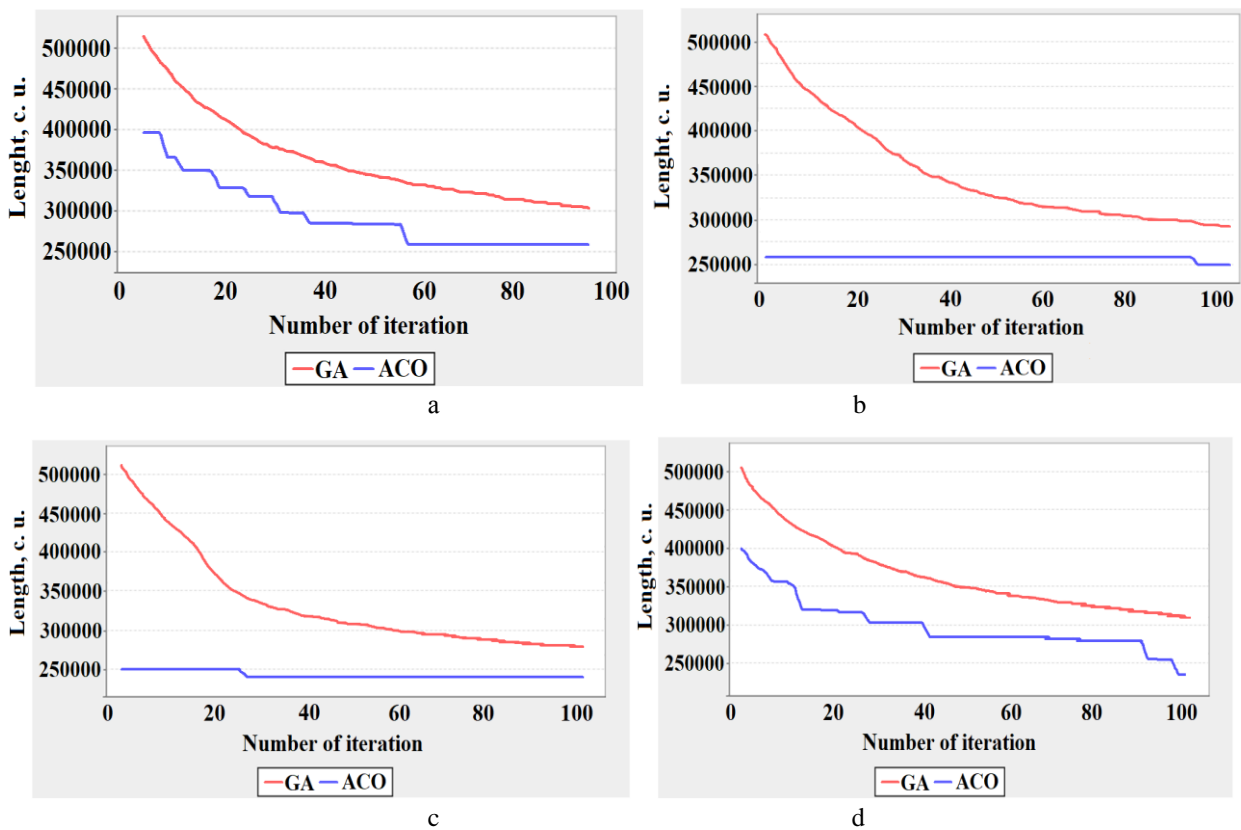 500000
450000
400000
350000
300000
250000
Lenght, c. u.
0 20 40 60 80 100
Number of iteration
GA ACO
a
500000
450000
400000
350000
300000
250000
Lenght, c. u.
0 20 40 60 80 100
Number of iteration
GA ACO
b
500000
450000
400000
350000
300000
250000
Length, c. u.
0 20 40 60 80 100
Number of iteration
GA ACO
c
500000
450000
400000
350000
300000
250000
Length, c. u.
0 20 40 60 80 100
Number of iteration
GA ACO
d